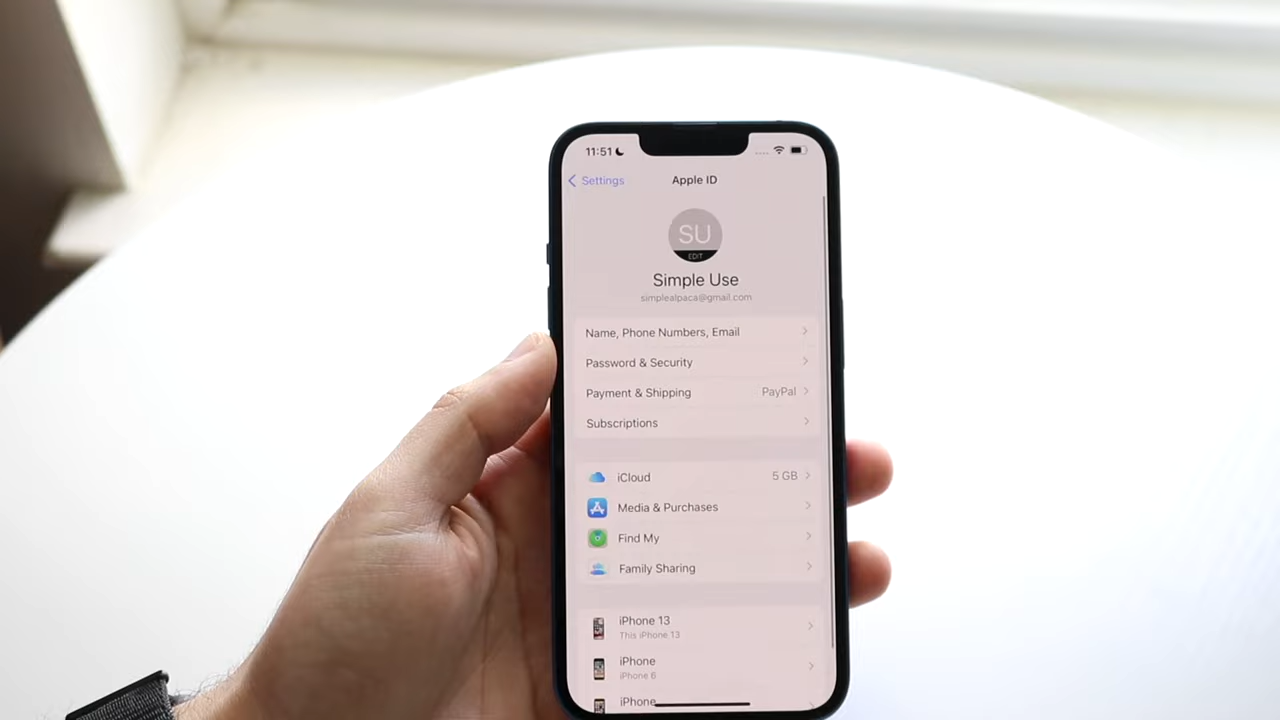 11:51
Settings
Apple ID
SU
EDIT
Simple Use
simplealpaca@gmail.com
Name, Phone Numbers, Email
Password & Security
Payment & Shipping PayPal
Subscriptions
iCloud 5 GB
Media & Purchases
Find My
Family Sharing
iPhone 13
This iPhone 13
iPhone
iPhone 6
iPhone